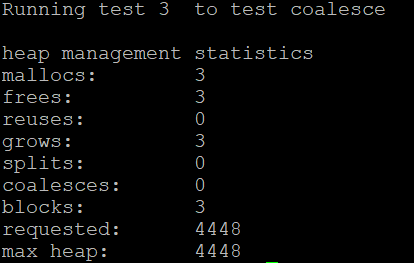 Running test 3  to test coalesce

heap management statistics
mallocs:        3
frees:          3
reuses:         0
grows:          3
splits:         0
coalesces:      0
blocks:         3
requested:      4448
max heap:       4448